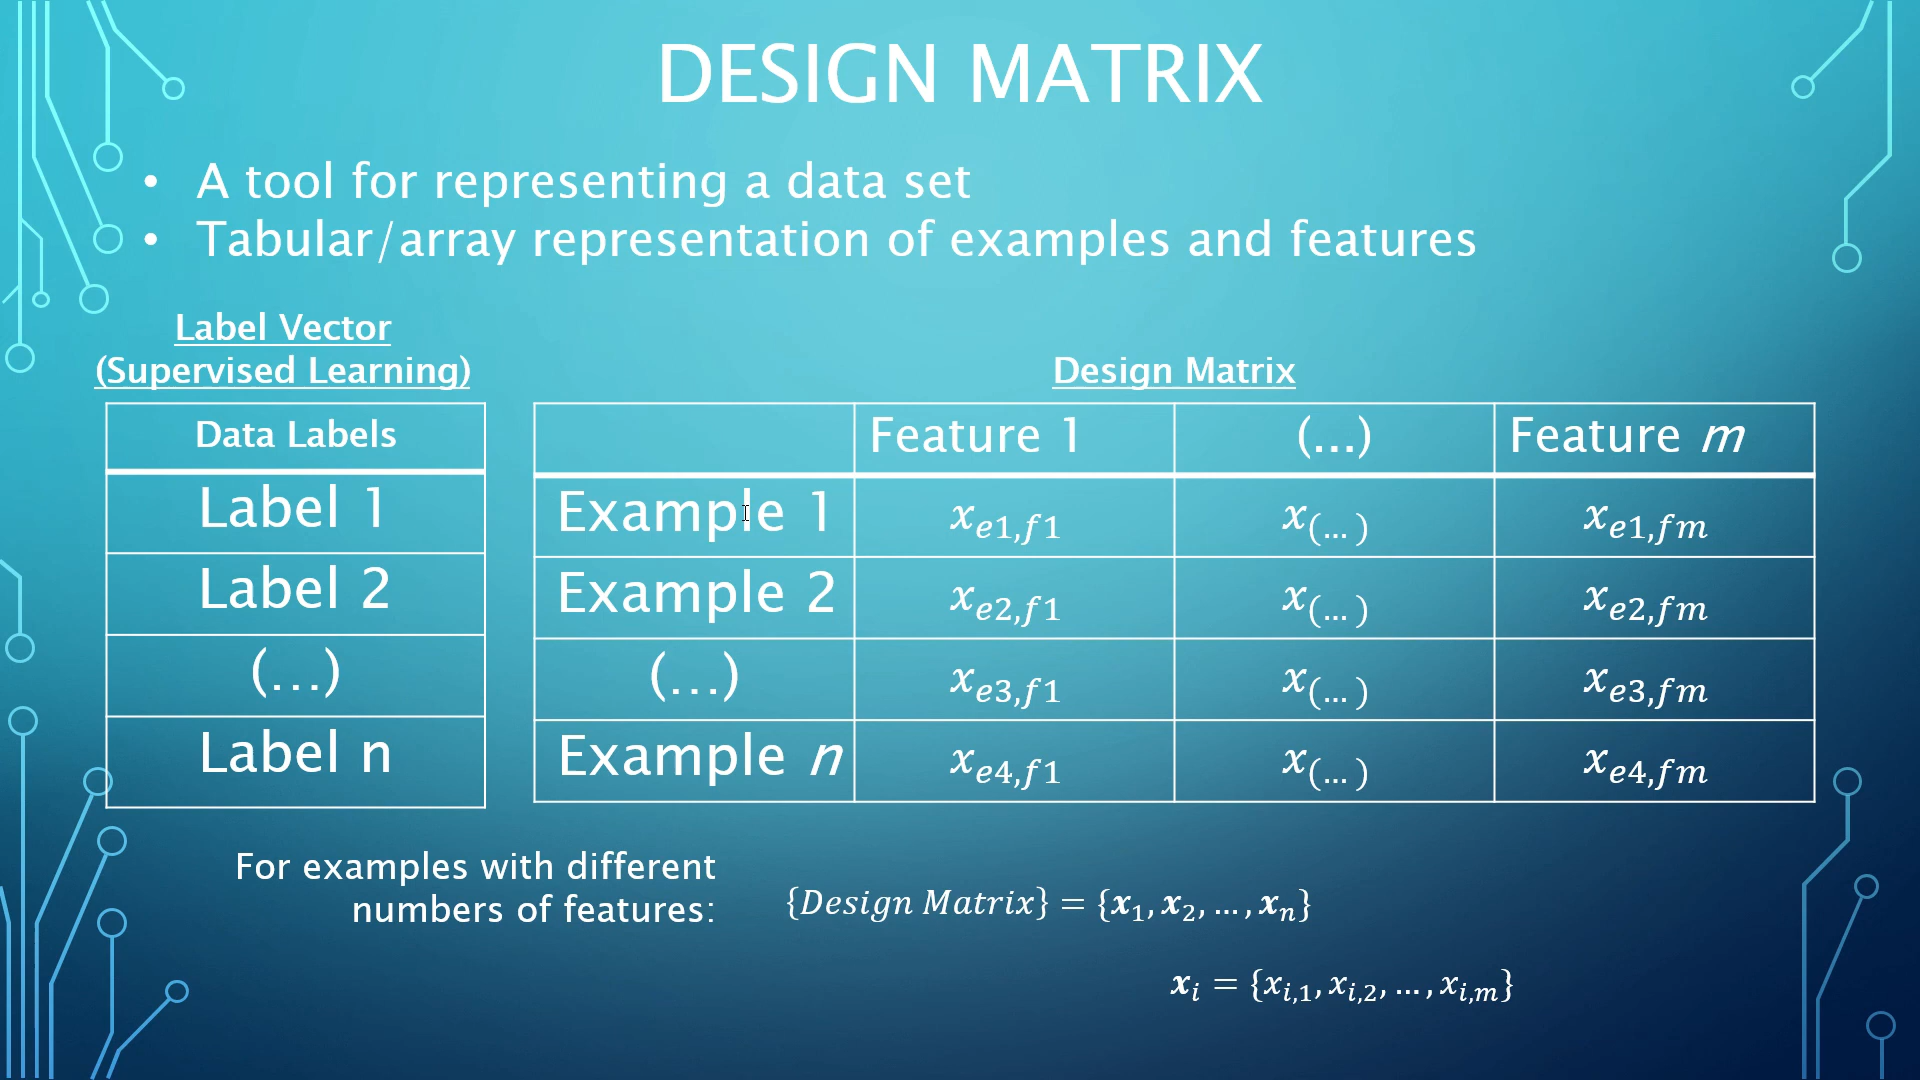 DESIGN MATRIX
• A tool for representing a data set
• Tabular/array representation of examples and features
Label Vector
(Supervised Learning)
Data Labels
Label 1
Label 2
(…)
Label n
Design Matrix
Feature 1 (…) Feature m
Example 1 x_{e1,f1} x_{(…)} x_{e1,fm}
Example 2 x_{e2,f1} x_{(…)} x_{e2,fm}
(…) x_{e3,f1} x_{(…)} x_{e3,fm}
Example n x_{e4,f1} x_{(…)} x_{e4,fm}
For examples with different
numbers of features:
{Design Matrix} = {x_1, x_2, …, x_n}
x_i = {x_{i,1}, x_{i,2}, …, x_{i,m}}